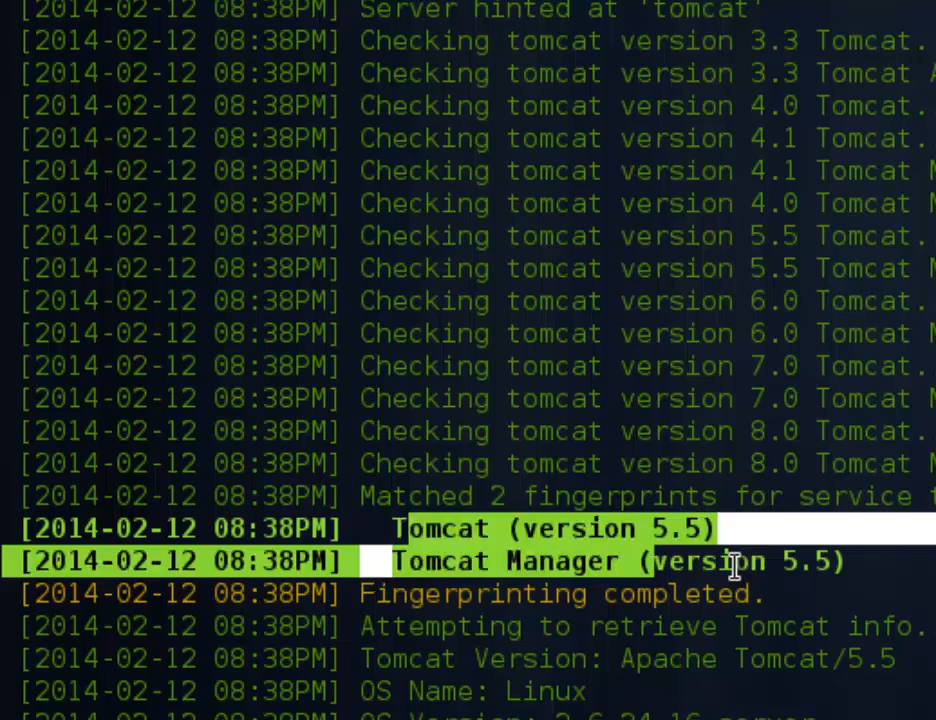 [2014-02-12 08:38PM] Server hinted at 'tomcat'
[2014-02-12 08:38PM] Checking tomcat version 3.3 Tomcat.
[2014-02-12 08:38PM] Checking tomcat version 3.3 Tomcat
[2014-02-12 08:38PM] Checking tomcat version 4.0 Tomcat.
[2014-02-12 08:38PM] Checking tomcat version 4.1 Tomcat.
[2014-02-12 08:38PM] Checking tomcat version 4.1 Tomcat
[2014-02-12 08:38PM] Checking tomcat version 4.0 Tomcat
[2014-02-12 08:38PM] Checking tomcat version 5.5 Tomcat.
[2014-02-12 08:38PM] Checking tomcat version 5.5 Tomcat
[2014-02-12 08:38PM] Checking tomcat version 6.0 Tomcat.
[2014-02-12 08:38PM] Checking tomcat version 6.0 Tomcat
[2014-02-12 08:38PM] Checking tomcat version 7.0 Tomcat.
[2014-02-12 08:38PM] Checking tomcat version 7.0 Tomcat
[2014-02-12 08:38PM] Checking tomcat version 8.0 Tomcat.
[2014-02-12 08:38PM] Checking tomcat version 8.0 Tomcat
[2014-02-12 08:38PM] Matched 2 fingerprints for service
[2014-02-12 08:38PM] Tomcat (version 5.5)
[2014-02-12 08:38PM] Tomcat Manager (version 5.5)
[2014-02-12 08:38PM] Fingerprinting completed.
[2014-02-12 08:38PM] Attempting to retrieve Tomcat info.
[2014-02-12 08:38PM] Tomcat Version: Apache Tomcat/5.5
[2014-02-12 08:38PM] OS Name: Linux